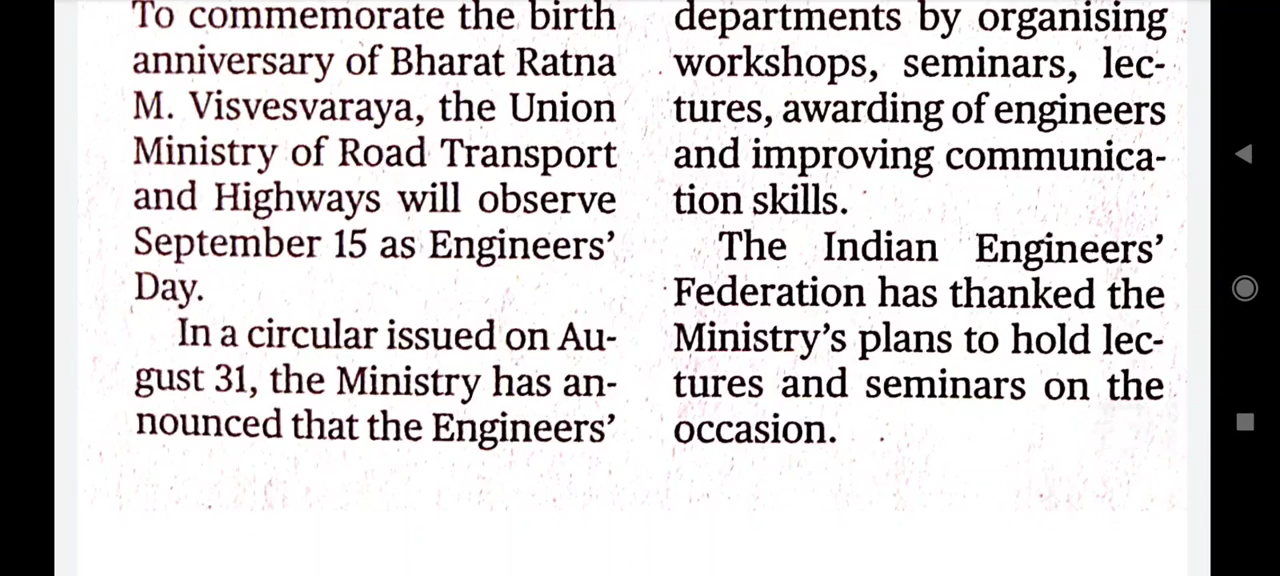 To commemorate the birth
anniversary of Bharat Ratna
M. Visvesvaraya, the Union
Ministry of Road Transport
and Highways will observe
September 15 as Engineers’
Day.
In a circular issued on Au-
gust 31, the Ministry has an-
nounced that the Engineers’
departments by organising
workshops, seminars, lec-
tures, awarding of engineers
and improving communica-
tion skills.
The Indian Engineers’
Federation has thanked the
Ministry’s plans to hold lec-
tures and seminars on the
occasion.